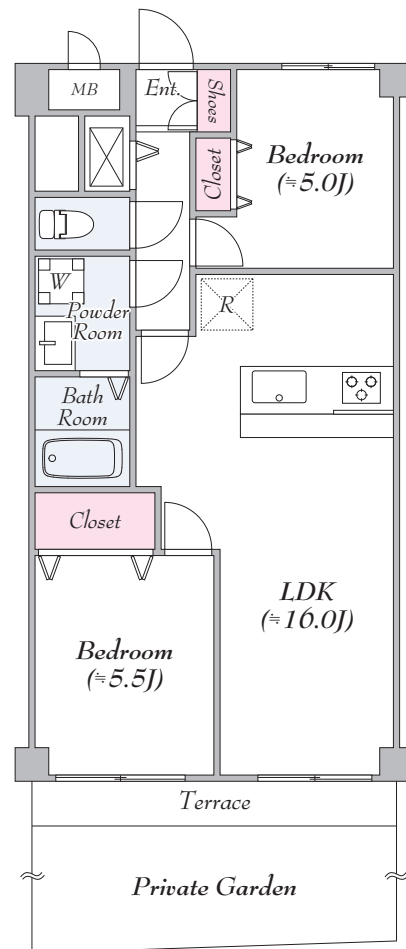 MB
Ent.
Shoes
Closet
Bedroom
(≒5.0J)
W
Powder
Room
R
Bath
Room
Closet
LDK
(≒16.0J)
Bedroom
(≒5.5J)
Terrace
Private Garden